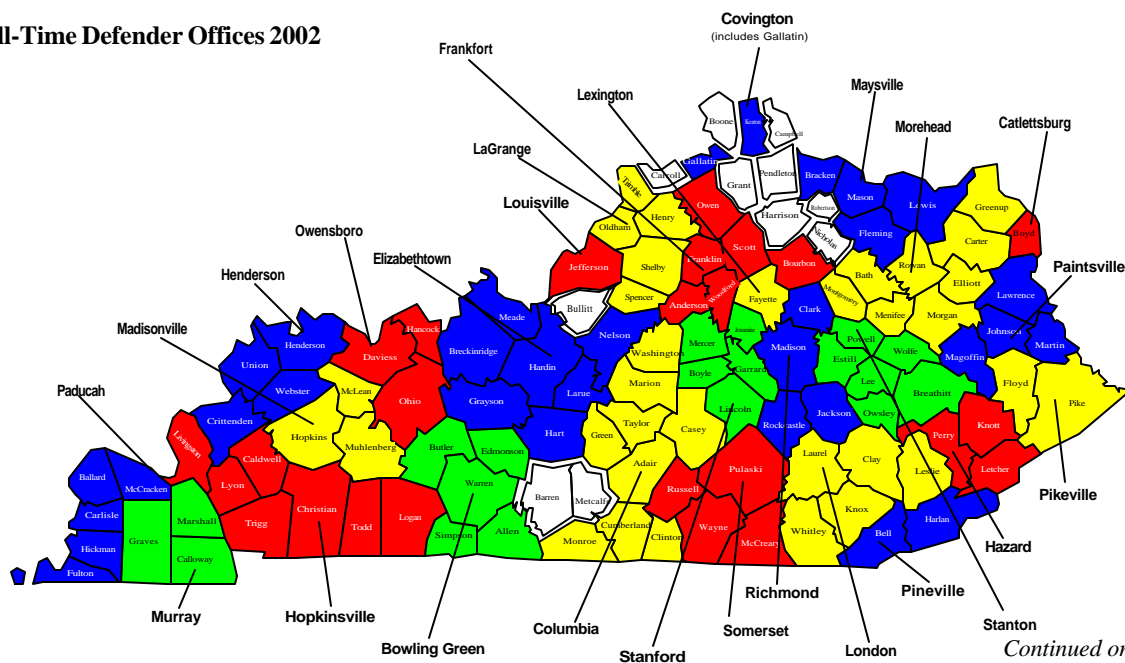 ll-Time Defender Offices 2002
Covington
(includes Gallatin)
Frankfort
Lexington
Maysville
Morehead
Catlettsburg
LaGrange
Louisville
Owensboro
Elizabethtown
Henderson
Madisonville
Paducah
Paintsville
Boone
Kenton
Campbell
Gallatin
Carroll
Grant
Pendleton
Bracken
Mason
Lewis
Greenup
Trimble
Owen
Robertson
Harrison
Fleming
Nicholas
Carter
Boyd
Henry
Oldham
Scott
Rowan
Franklin
Shelby
Jefferson
Bourbon
Bath
Elliott
Lawrence
Woodford
Montgomery
Spencer
Anderson
Fayette
Clark
Menifee
Morgan
Bullitt
Meade
Nelson
Hancock
Henderson
Breckinridge
Hardin
Washington
Mercer
Jessamine
Madison
Powell
Estill
Wolfe
Johnson
Magoffin
Martin
Daviess
Union
Webster
McLean
Ohio
Grayson
Larue
Marion
Boyle
Garrard
Lee
Breathitt
Floyd
Pike
Lincoln
Owsley
Crittenden
Hopkins
Muhlenberg
Butler
Edmonson
Hart
Green
Taylor
Casey
Rockcastle
Jackson
Perry
Knott
Livingston
Caldwell
Laurel
Clay
Leslie
Letcher
Adair
Pulaski
Russell
Ballard
McCracken
Lyon
Christian
Warren
Barren
Metcalfe
Knox
Carlisle
Marshall
Trigg
Todd
Logan
Simpson
Allen
Monroe
Cumberland
Clinton
Wayne
McCreary
Whitley
Bell
Harlan
Graves
Hickman
Calloway
Fulton
Pikeville
Hazard
Pineville
Richmond
Stanton
Murray
Hopkinsville
Bowling Green
Columbia
Somerset
Stanford
London
Continued on